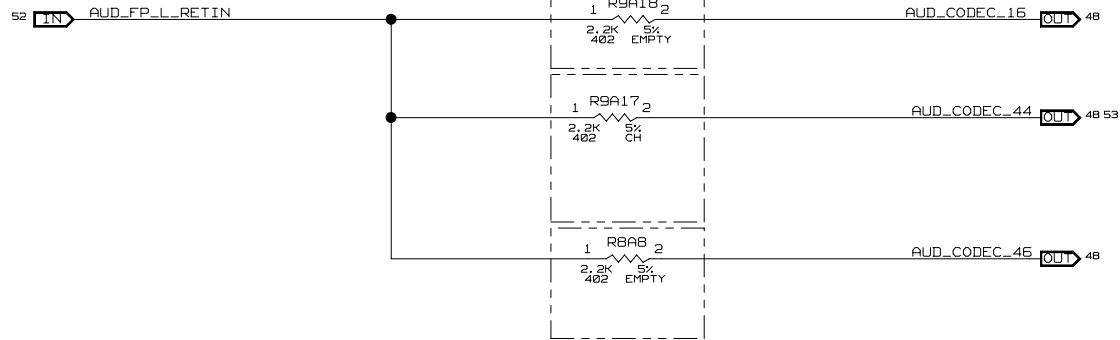 R9A18
52 IN AUD_FP_L_RETIN 1 2 AUD_CODEC_15 OUT 48
2.2K 5%
402 EMPTY
R9A17
1 2 AUD_CODEC_44 OUT 48 53
2.2K 5%
402 CH
R8A8
1 2 AUD_CODEC_46 OUT 48
2.2K 5%
402 EMPTY